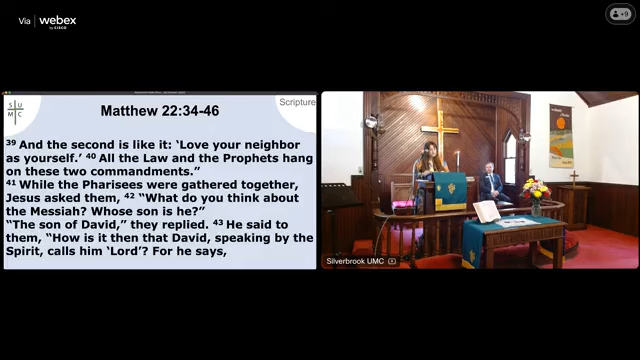 Via webex
by CISCO
+9
S U
M C
Scripture
Matthew 22:34-46
39 And the second is like it: ‘Love your neighbor
as yourself.’ 40 All the Law and the Prophets hang
on these two commandments.”
41 While the Pharisees were gathered together,
Jesus asked them, 42 “What do you think about
the Messiah? Whose son is he?”
“The son of David,” they replied. 43 He said to
them, “How is it then that David, speaking by the
Spirit, calls him ‘Lord’? For he says,
Silverbrook UMC